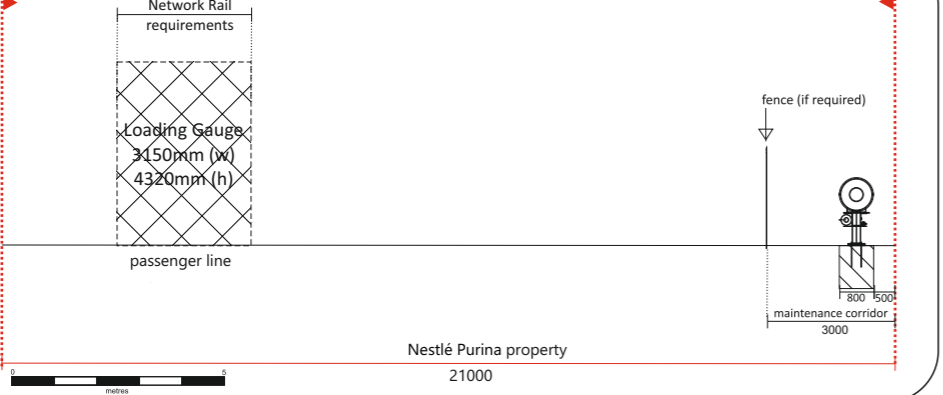 Network Rail
requirements
fence (if required)
Loading Gauge
3150mm (w)
4320mm (h)
passenger line
800 500
maintenance corridor
3000
Nestlé Purina property
21000
0 5
metres